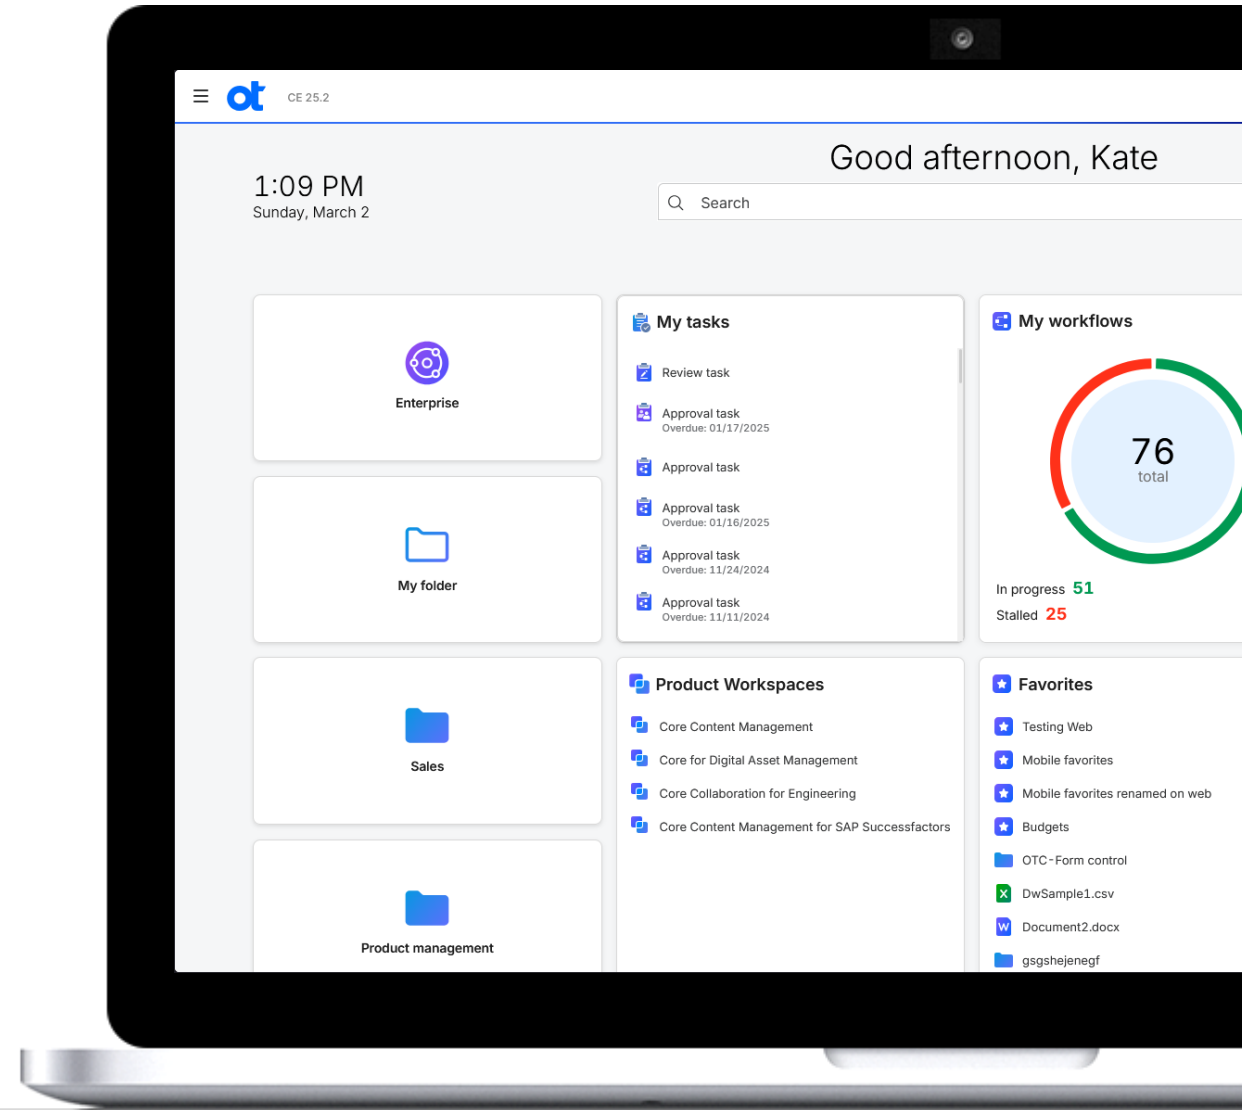 ot
CE 25.2
Good afternoon, Kate
1:09 PM
Sunday, March 2
Search
Enterprise
My folder
Sales
Product management
My tasks
Review task
Approval task
Overdue: 01/17/2025
Approval task
Approval task
Overdue: 01/16/2025
Approval task
Overdue: 11/24/2024
Approval task
Overdue: 11/11/2024
My workflows
76
total
In progress 51
Stalled 25
Product Workspaces
Core Content Management
Core for Digital Asset Management
Core Collaboration for Engineering
Core Content Management for SAP Successfactors
Favorites
Testing Web
Mobile favorites
Mobile favorites renamed on web
Budgets
OTC-Form control
X DwSample1.csv
W Document2.docx
gsgshejenegf